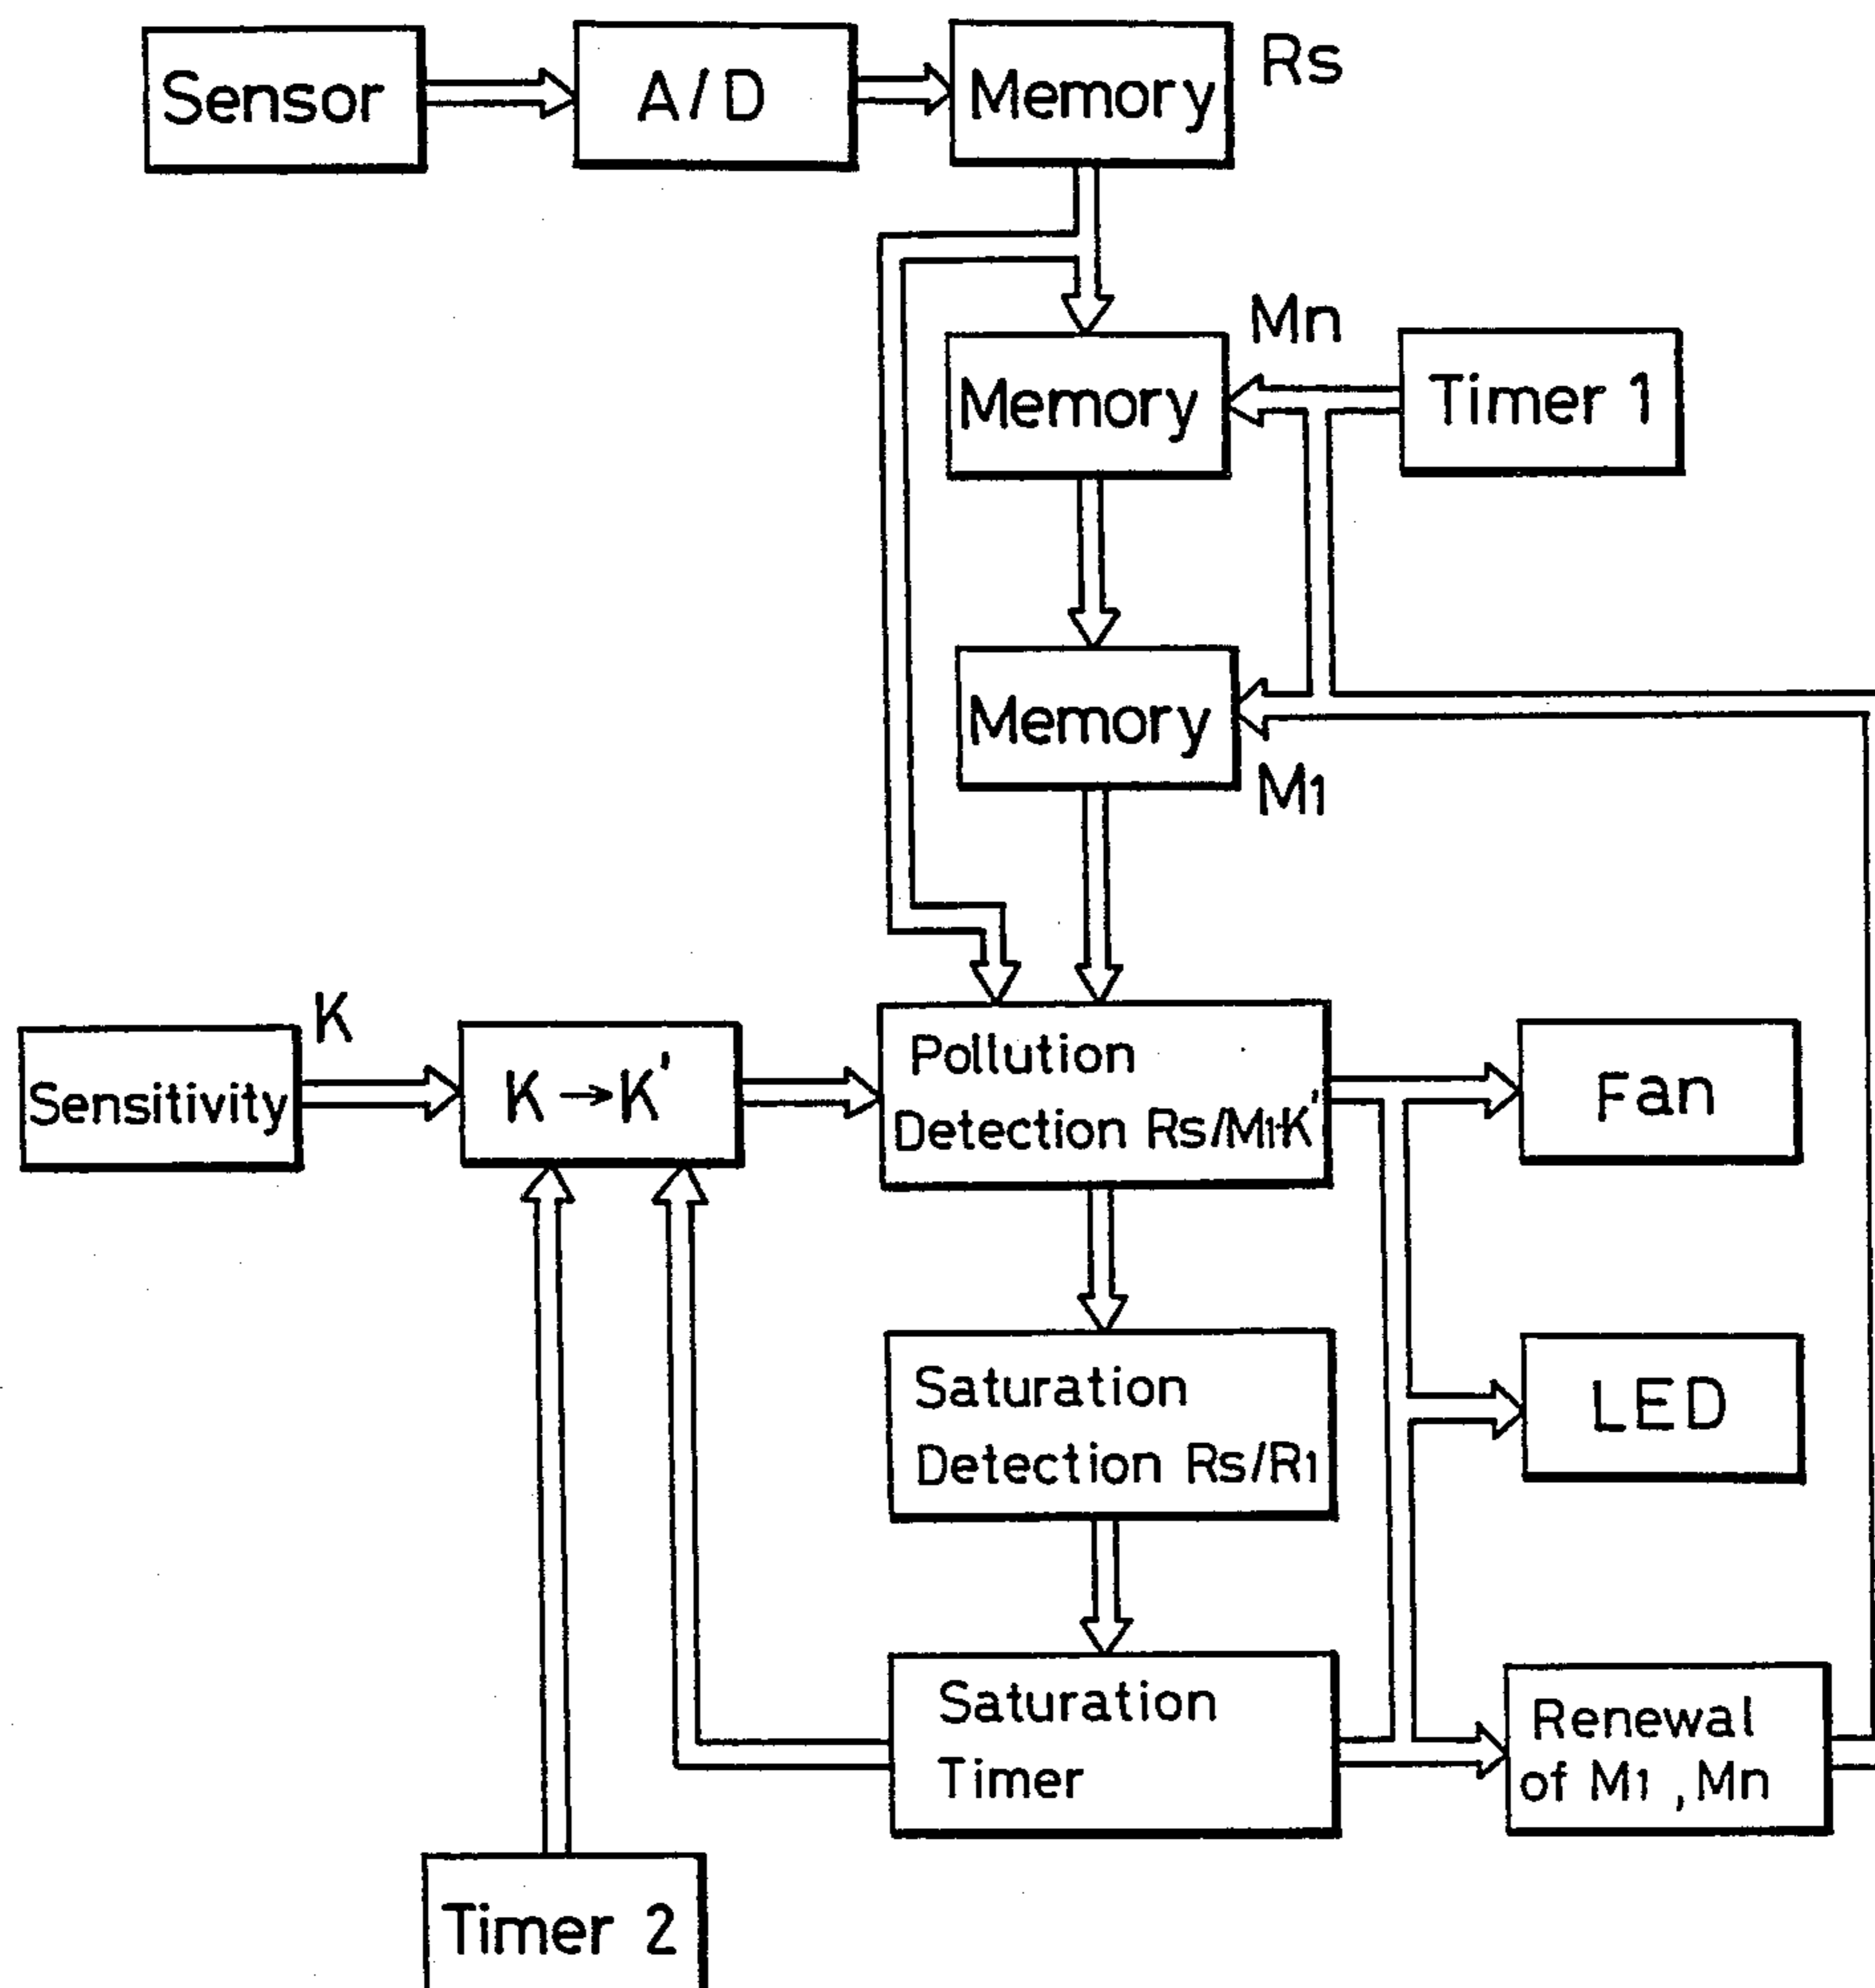 Sensor
A/D
Memory
Rs
Mn
Memory
Timer 1
Memory
M1
K
Sensitivity
K→K'
Pollution
Detection Rs/M1·K'
Fan
Saturation
Detection Rs/R1
LED
Saturation
Timer
Renewal
of M1 , Mn
Timer 2